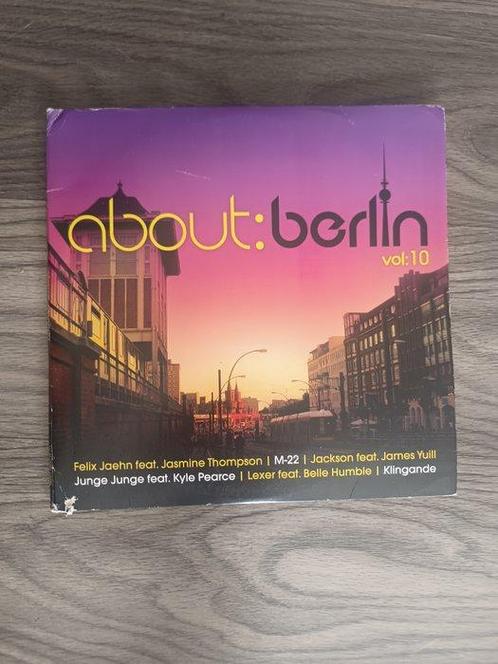 about:berlin
vol:10
Felix Jaehn feat. Jasmine Thompson | M-22 | Jackson feat. James Yuill
Junge Junge feat. Kyle Pearce | Lexer feat. Belle Humble | Klingande